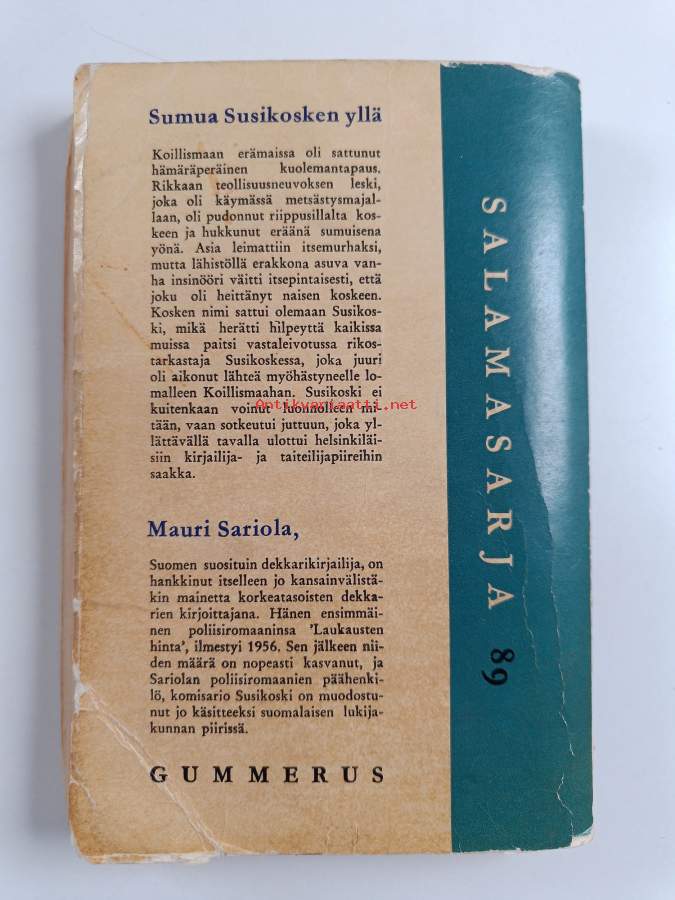 Sumua Susikosken yllä
Koillismaan erämaissa oli sattunut
hämäräperäinen kuolemantapaus.
Rikkaan teollisuusneuvoksen leski,
joka oli käymässä metsästysmajal-
laan, oli pudonnut riippusillalta kos-
keen ja hukkunut eräänä sumuisena
yönä. Asia leimattiin itsemurhaksi,
mutta lähistöllä erakkona asuva van-
ha insinööri väitti itsepintaisesti, että
joku oli heittänyt naisen koskeen.
Kosken nimi sattui olemaan Susikos-
ki, mikä herätti hilpeyttä kaikissa
muissa paitsi vastaleivotussa rikos-
tarkastaja Susikoskessa, joka juuri
oli aikonut lähteä myöhästyneelle lo-
malleen Koillismaahan. Susikoski ei
kuitenkaan voinut luonnolleen mi-
tään, vaan sotkeutui juttuun, joka yl-
lättävällä tavalla ulottui helsinkiläi-
siin kirjailija- ja taiteilijapiireihin
saakka.
Antikvariaatti.net
Mauri Sariola,
Suomen suosituin dekkarikirjailija, on
hankkinut itselleen jo kansainvälistä-
kin mainetta korkeatasoisten dekka-
rien kirjoittajana. Hänen ensimmäi-
nen poliisiromaaninsa 'Laukausten
hinta', ilmestyi 1956. Sen jälkeen nii-
den määrä on nopeasti kasvanut, ja
Sariolan poliisiromaanien päähenki-
lö, komisario Susikoski on muodostu-
nut jo käsitteeksi suomalaisen lukija-
kunnan piirissä.
GUMMERUS
SALAMASARJA 89